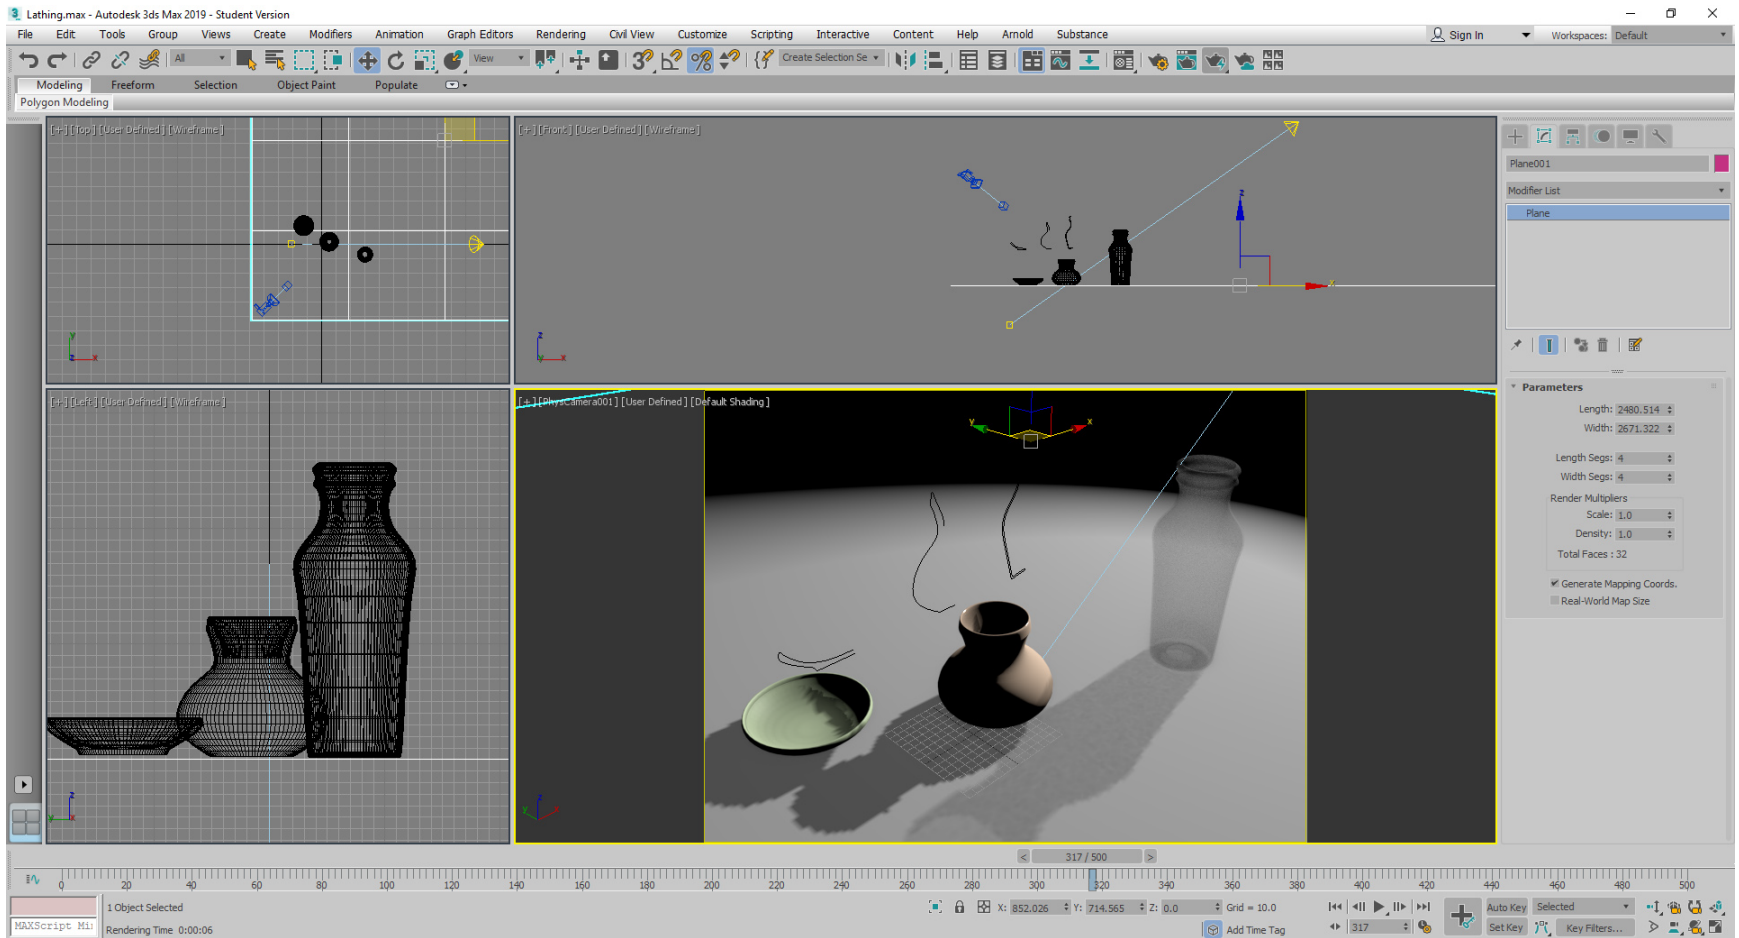 Lathing.max - Autodesk 3ds Max 2019 - Student Version
File Edit Tools Group Views Create Modifiers Animation Graph Editors Rendering Civil View Customize Scripting Interactive Content Help Arnold Substance Sign In Workspaces: Default
All View Create Selection Se
Modeling Freeform Selection Object Paint Populate
Polygon Modeling
[+] [Top] [User Defined] [Wireframe]
[+] [Front] [User Defined] [Wireframe]
Plane001
Modifier List
Plane
z
x
y
z x
z
y x
[+] [Left] [User Defined] [Wireframe]
[+] [PhysCamera001] [User Defined] [Default Shading]
y x
z
y x
Parameters
Length: 2480.514
Width: 2671.322
Length Segs: 4
Width Segs: 4
Render Multipliers
Scale: 1.0
Density: 1.0
Total Faces : 32
Generate Mapping Coords.
Real-World Map Size
< 317 / 500 >
0 20 40 60 80 100 120 140 160 180 200 220 240 260 280 300 320 340 360 380 400 420 440 460 480 500
1 Object Selected
X: 852.026 Y: 714.565 Z: 0.0 Grid = 10.0
Auto Key Selected
MAXScript Mi
Rendering Time 0:00:06
Add Time Tag
317
Set Key Key Filters...